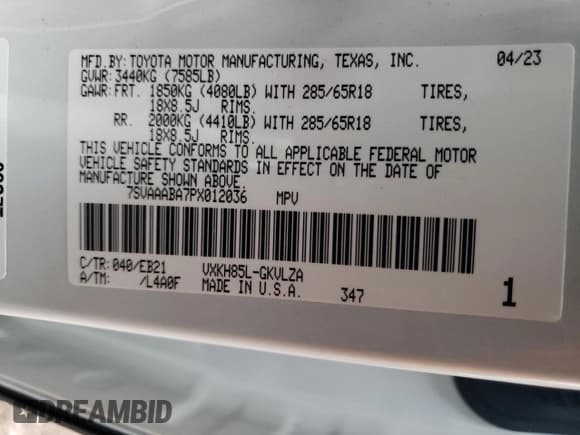 MFD.BY: TOYOTA MOTOR MANUFACTURING, TEXAS, INC. 04/23
GVWR: 3440KG (7585LB)
GAWR: FRT. 1850KG (4080LB) WITH 285/65R18 TIRES,
18X8.5J RIMS.
RR. 2000KG (4410LB) WITH 285/65R18 TIRES,
18X8.5J RIMS.
THIS VEHICLE CONFORMS TO ALL APPLICABLE FEDERAL MOTOR
VEHICLE SAFETY STANDARDS IN EFFECT ON THE DATE OF
MANUFACTURE SHOWN ABOVE.
7SVAAABA7PX012036 MPV
C/TR: 040/EB21 VXKH85L-GKVLZA
A/TM: /L4A0F MADE IN U.S.A. 347 1
DREAMBID